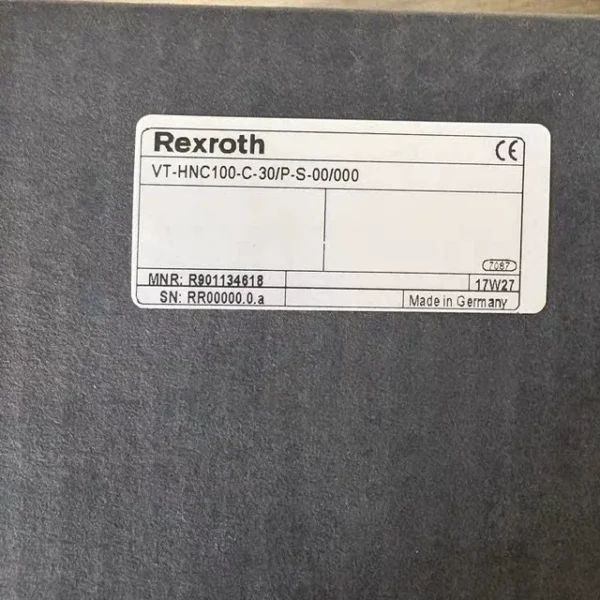 Rexroth
CE
VT-HNC100-C-30/P-S-00/000
7087
MNR: R901134618
17W27
SN: RR00000.0.a
Made in Germany